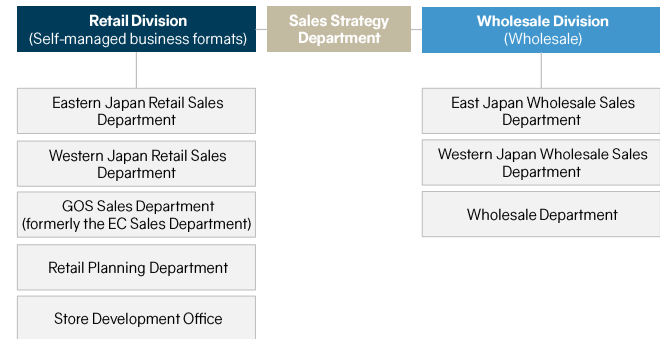 Retail Division
(Self-managed business formats)
Sales Strategy
Department
Wholesale Division
(Wholesale)
Eastern Japan Retail Sales
Department
Western Japan Retail Sales
Department
GOS Sales Department
(formerly the EC Sales Department)
Retail Planning Department
Store Development Office
East Japan Wholesale Sales
Department
Western Japan Wholesale Sales
Department
Wholesale Department